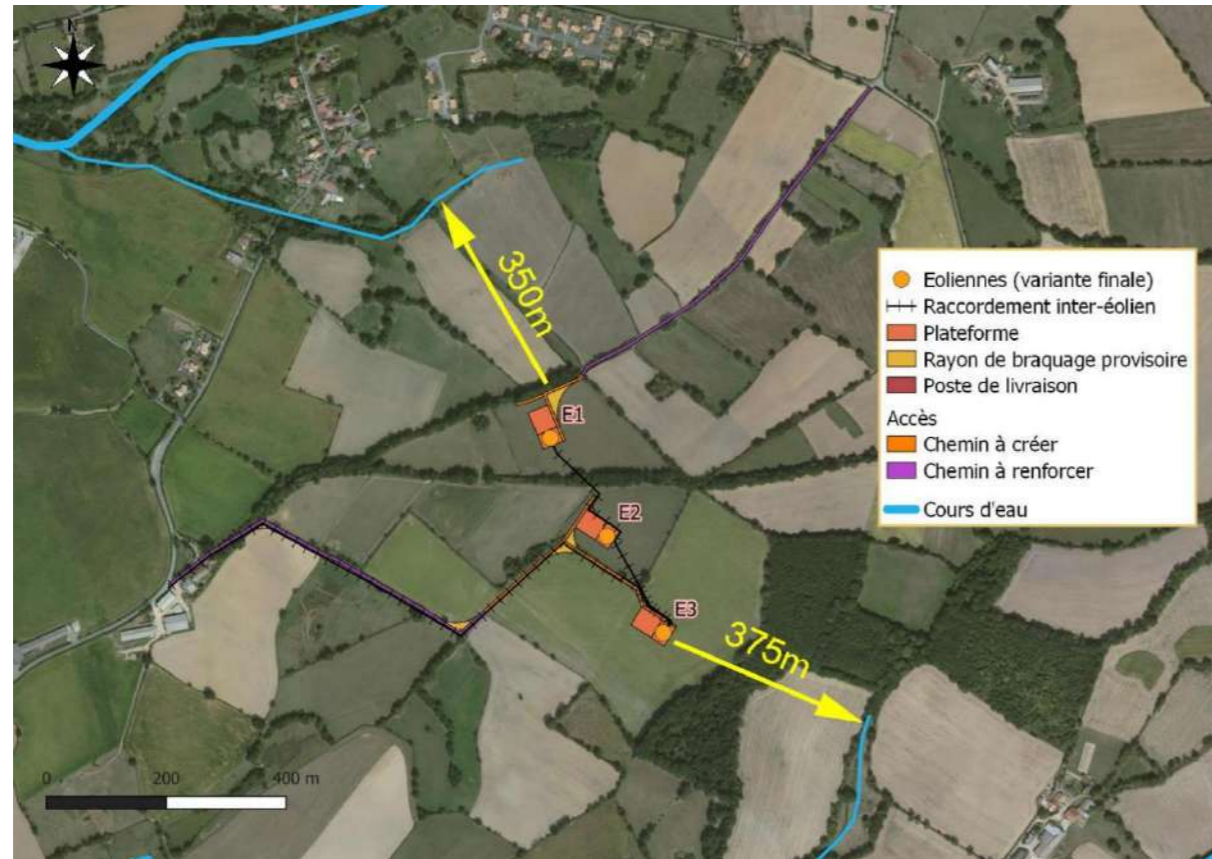 N
350m
Eoliennes (variante finale)
Raccordement inter-éolien
Plateforme
Rayon de braquage provisoire
Poste de livraison
Accès
Chemin à créer
Chemin à renforcer
Cours d'eau
E1
E2
E3
375m
0 200 400 m